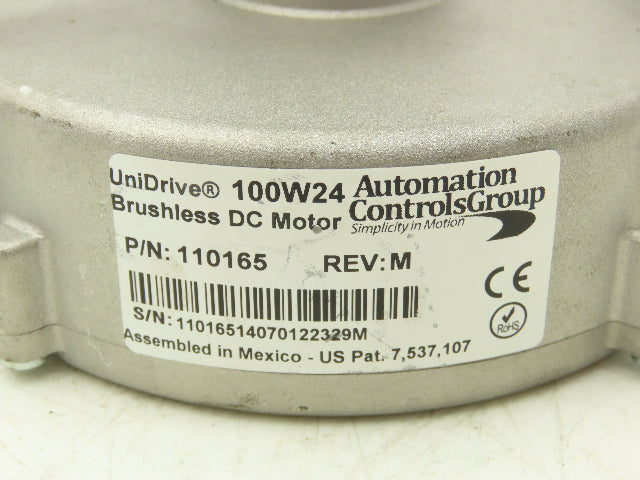 UniDrive® 100W24
Brushless DC Motor
Automation
ControlsGroup
Simplicity in Motion
P/N: 110165 REV: M
S/N: 11016514070122329M
Assembled in Mexico - US Pat. 7,537,107
CE
RoHS